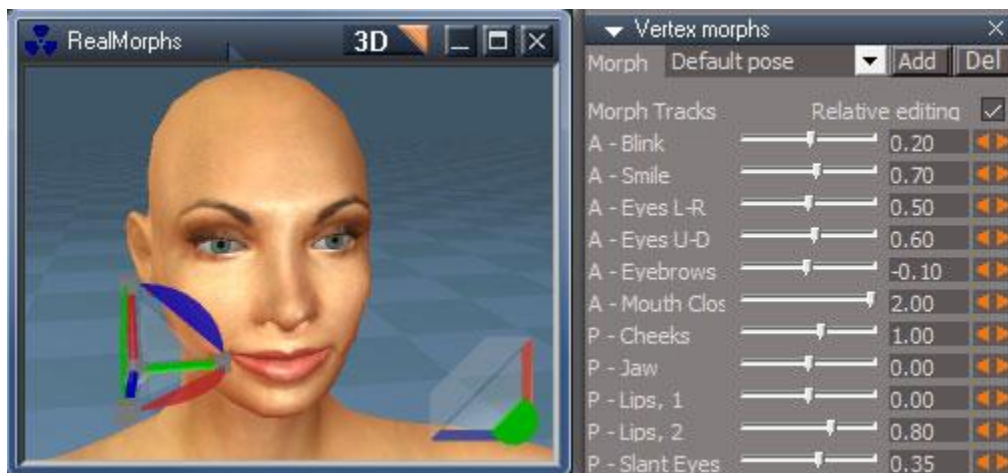 RealMorphs 3D
Vertex morphs
Morph Default pose Add Del
Morph Tracks Relative editing
A - Blink 0.20
A - Smile 0.70
A - Eyes L-R 0.50
A - Eyes U-D 0.60
A - Eyebrows -0.10
A - Mouth Clos 2.00
P - Cheeks 1.00
P - Jaw 0.00
P - Lips, 1 0.00
P - Lips, 2 0.80
P - Slant Eyes 0.35